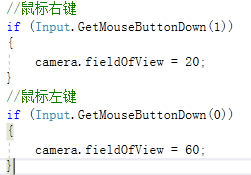 //鼠标右键
if (Input.GetMouseButtonDown(1))
{
camera.fieldOfView = 20;
}
//鼠标左键
if (Input.GetMouseButtonDown(0))
{
camera.fieldOfView = 60;
}